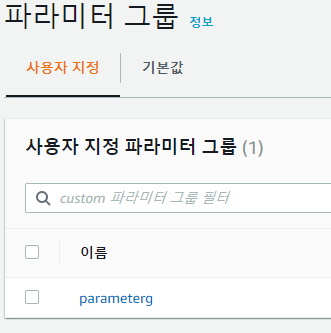 파라미터 그룹 정보
사용자 지정 기본값
사용자 지정 파라미터 그룹 (1)
custom 파라미터 그룹 필터
이름
parameterg